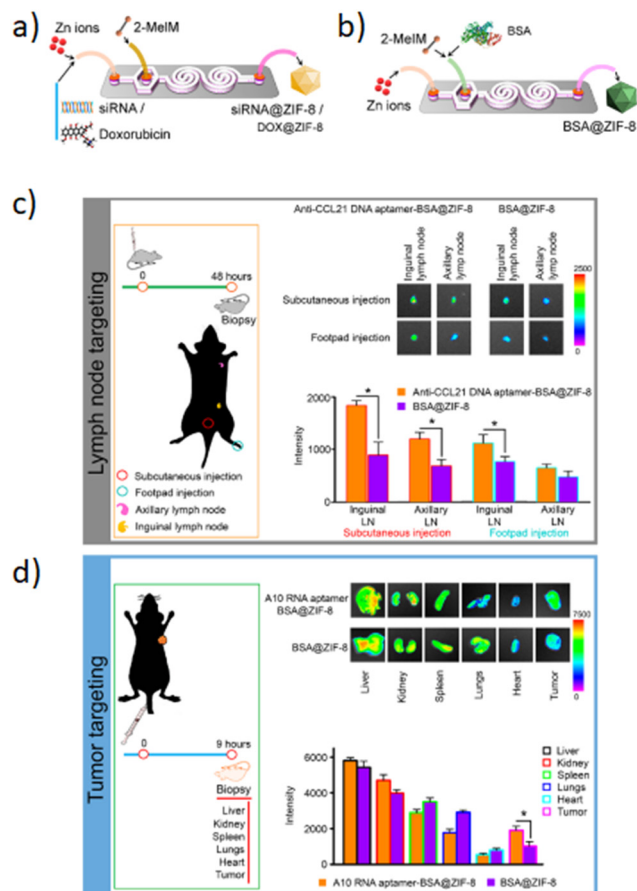 a)
Zn ions
2-MeIM
siRNA /
Doxorubicin
siRNA@ZIF-8 /
DOX@ZIF-8
b)
2-MeIM
BSA
Zn ions
BSA@ZIF-8
c)
Lymph node targeting
0
48 hours
Biopsy
Subcutaneous injection
Footpad injection
Axillary lymph node
Inguinal lymph node
Anti-CCL21 DNA aptamer-BSA@ZIF-8
BSA@ZIF-8
Inguinal
lymph node
Axillary
lymp node
Inguinal
lymph node
Axillary
lymp node
Subcutaneous injection
Footpad injection
2500
0
Anti-CCL21 DNA aptamer-BSA@ZIF-8
BSA@ZIF-8
Intensity
2000
1000
0
*
*
*
Inguinal
LN
Axillary
LN
Inguinal
LN
Axillary
LN
Subcutaneous injection
Footpad injection
d)
Tumor targeting
0
9 hours
Biopsy
Liver
Kidney
Spleen
Lungs
Heart
Tumor
A10 RNA aptamer
BSA@ZIF-8
BSA@ZIF-8
Liver
Kidney
Spleen
Lungs
Heart
Tumor
7500
0
Intensity
6000
4000
2000
0
*
Liver
Kidney
Spleen
Lungs
Heart
Tumor
A10 RNA aptamer-BSA@ZIF-8
BSA@ZIF-8